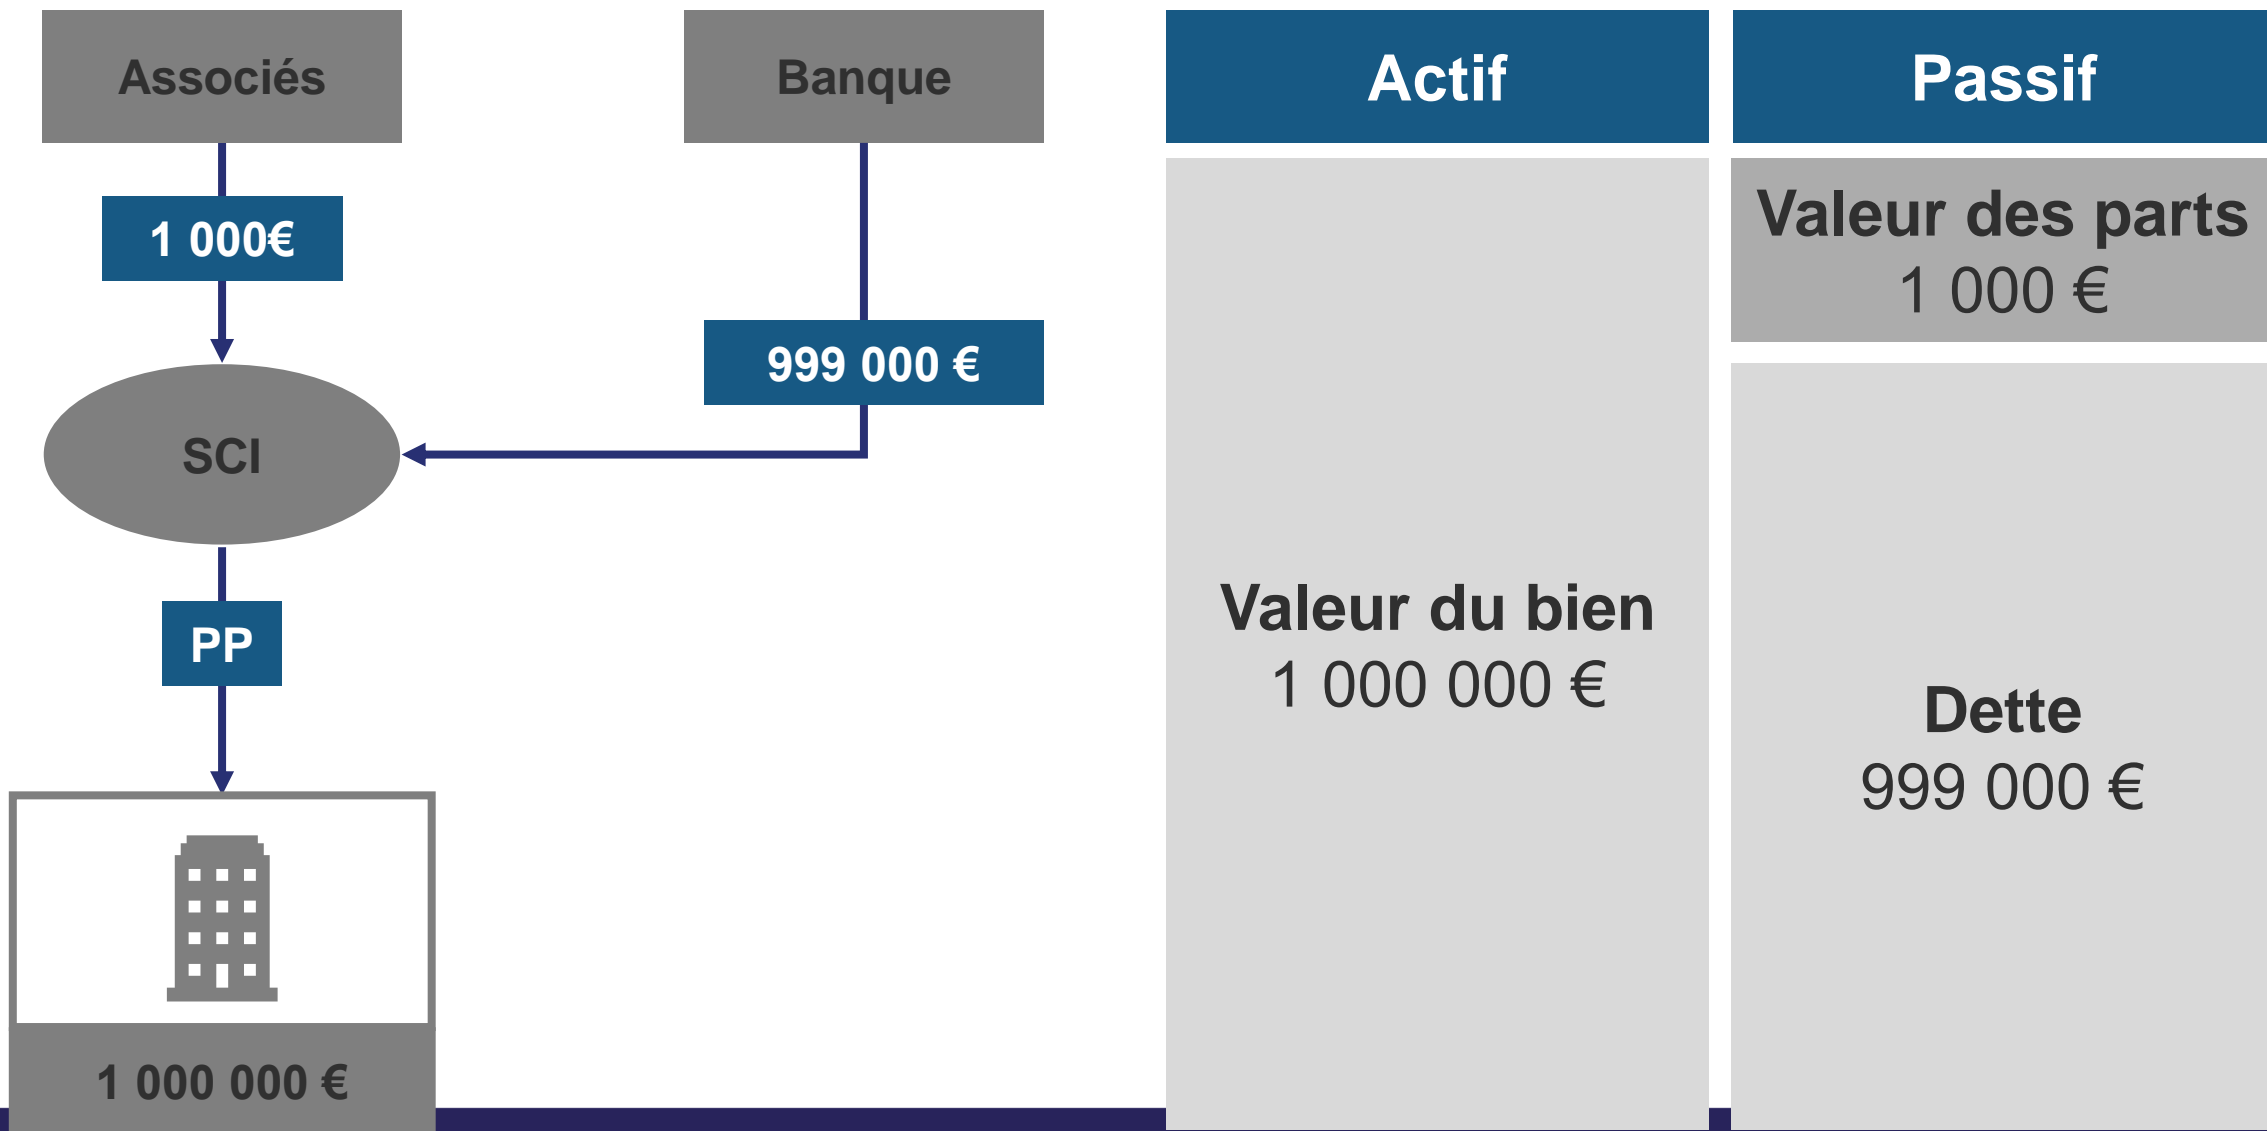 Associés
Banque
1 000€
999 000 €
SCI
PP
1 000 000 €
Actif
Passif
Valeur du bien
1 000 000 €
Valeur des parts
1 000 €
Dette
999 000 €